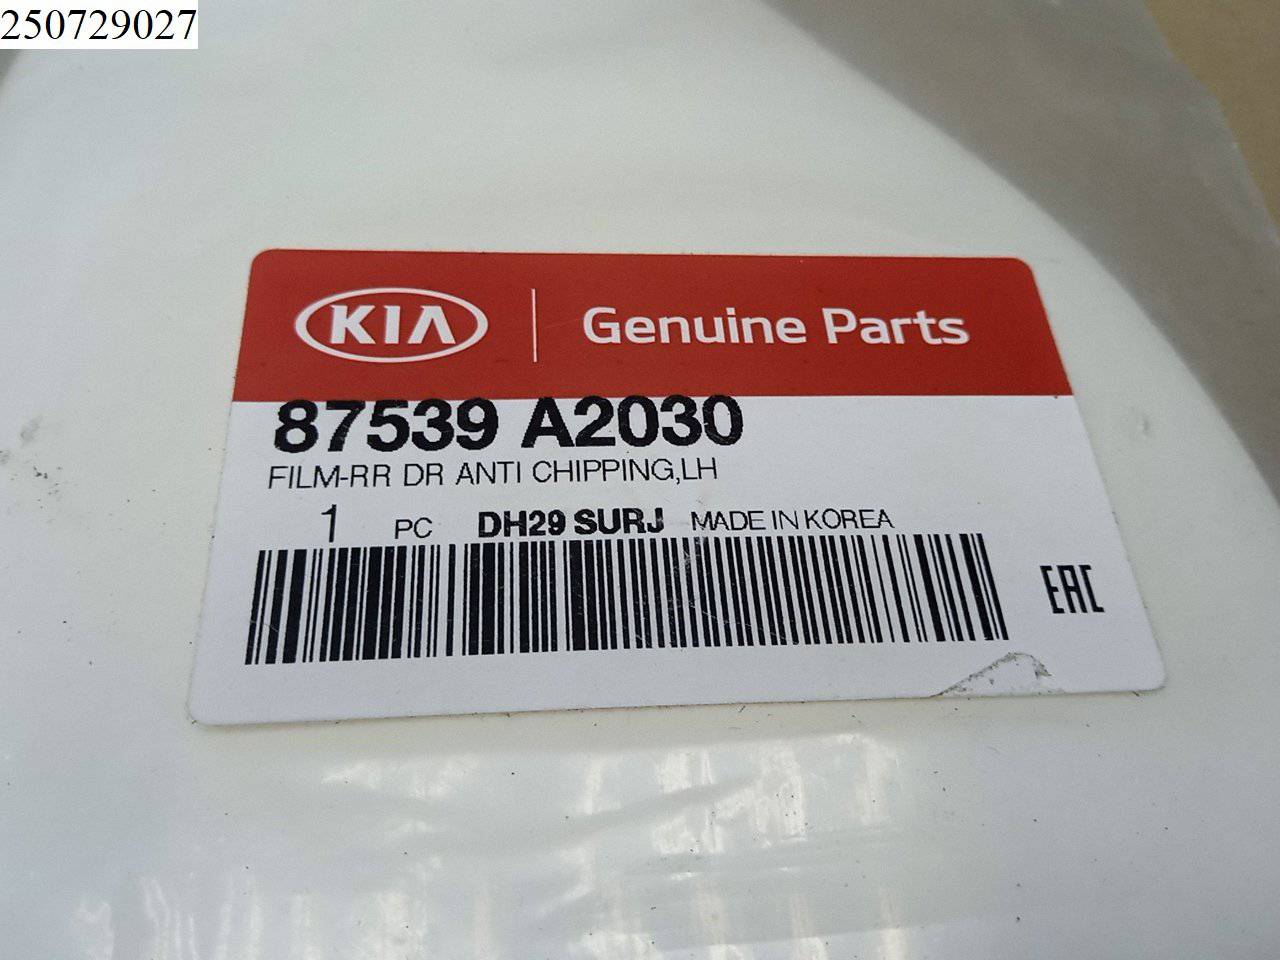 250729027
KIA Genuine Parts
87539 A2030
FILM-RR DR ANTI CHIPPING,LH
1 PC DH29 SURJ MADE IN KOREA
EAC